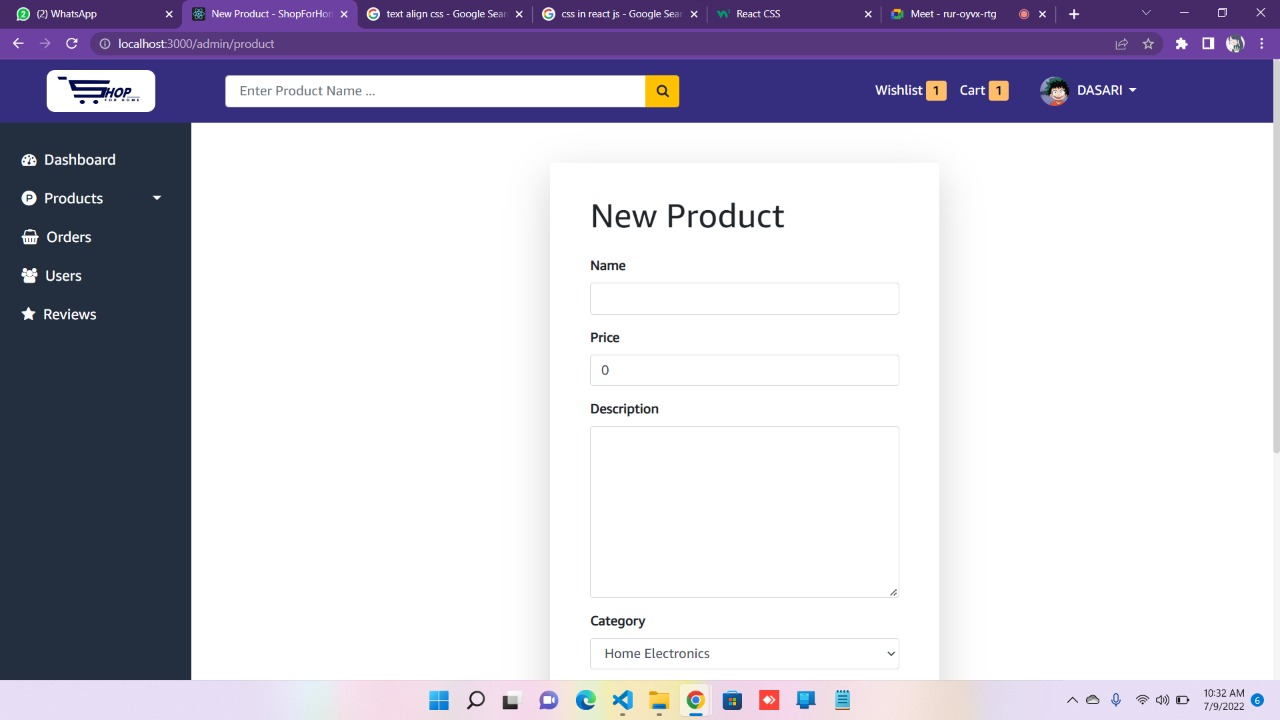 (2) WhatsApp
New Product - ShopForHom
text align css - Google Sear
css in react js - Google Sear
React CSS
Meet - rur-oyvx-rtg
localhost:3000/admin/product
HOP
FOR HOME
Enter Product Name ...
Wishlist 1
Cart 1
DASARI
Dashboard
Products
Orders
Users
Reviews
New Product
Name
Price
0
Description
Category
Home Electronics
10:32 AM
7/9/2022
6